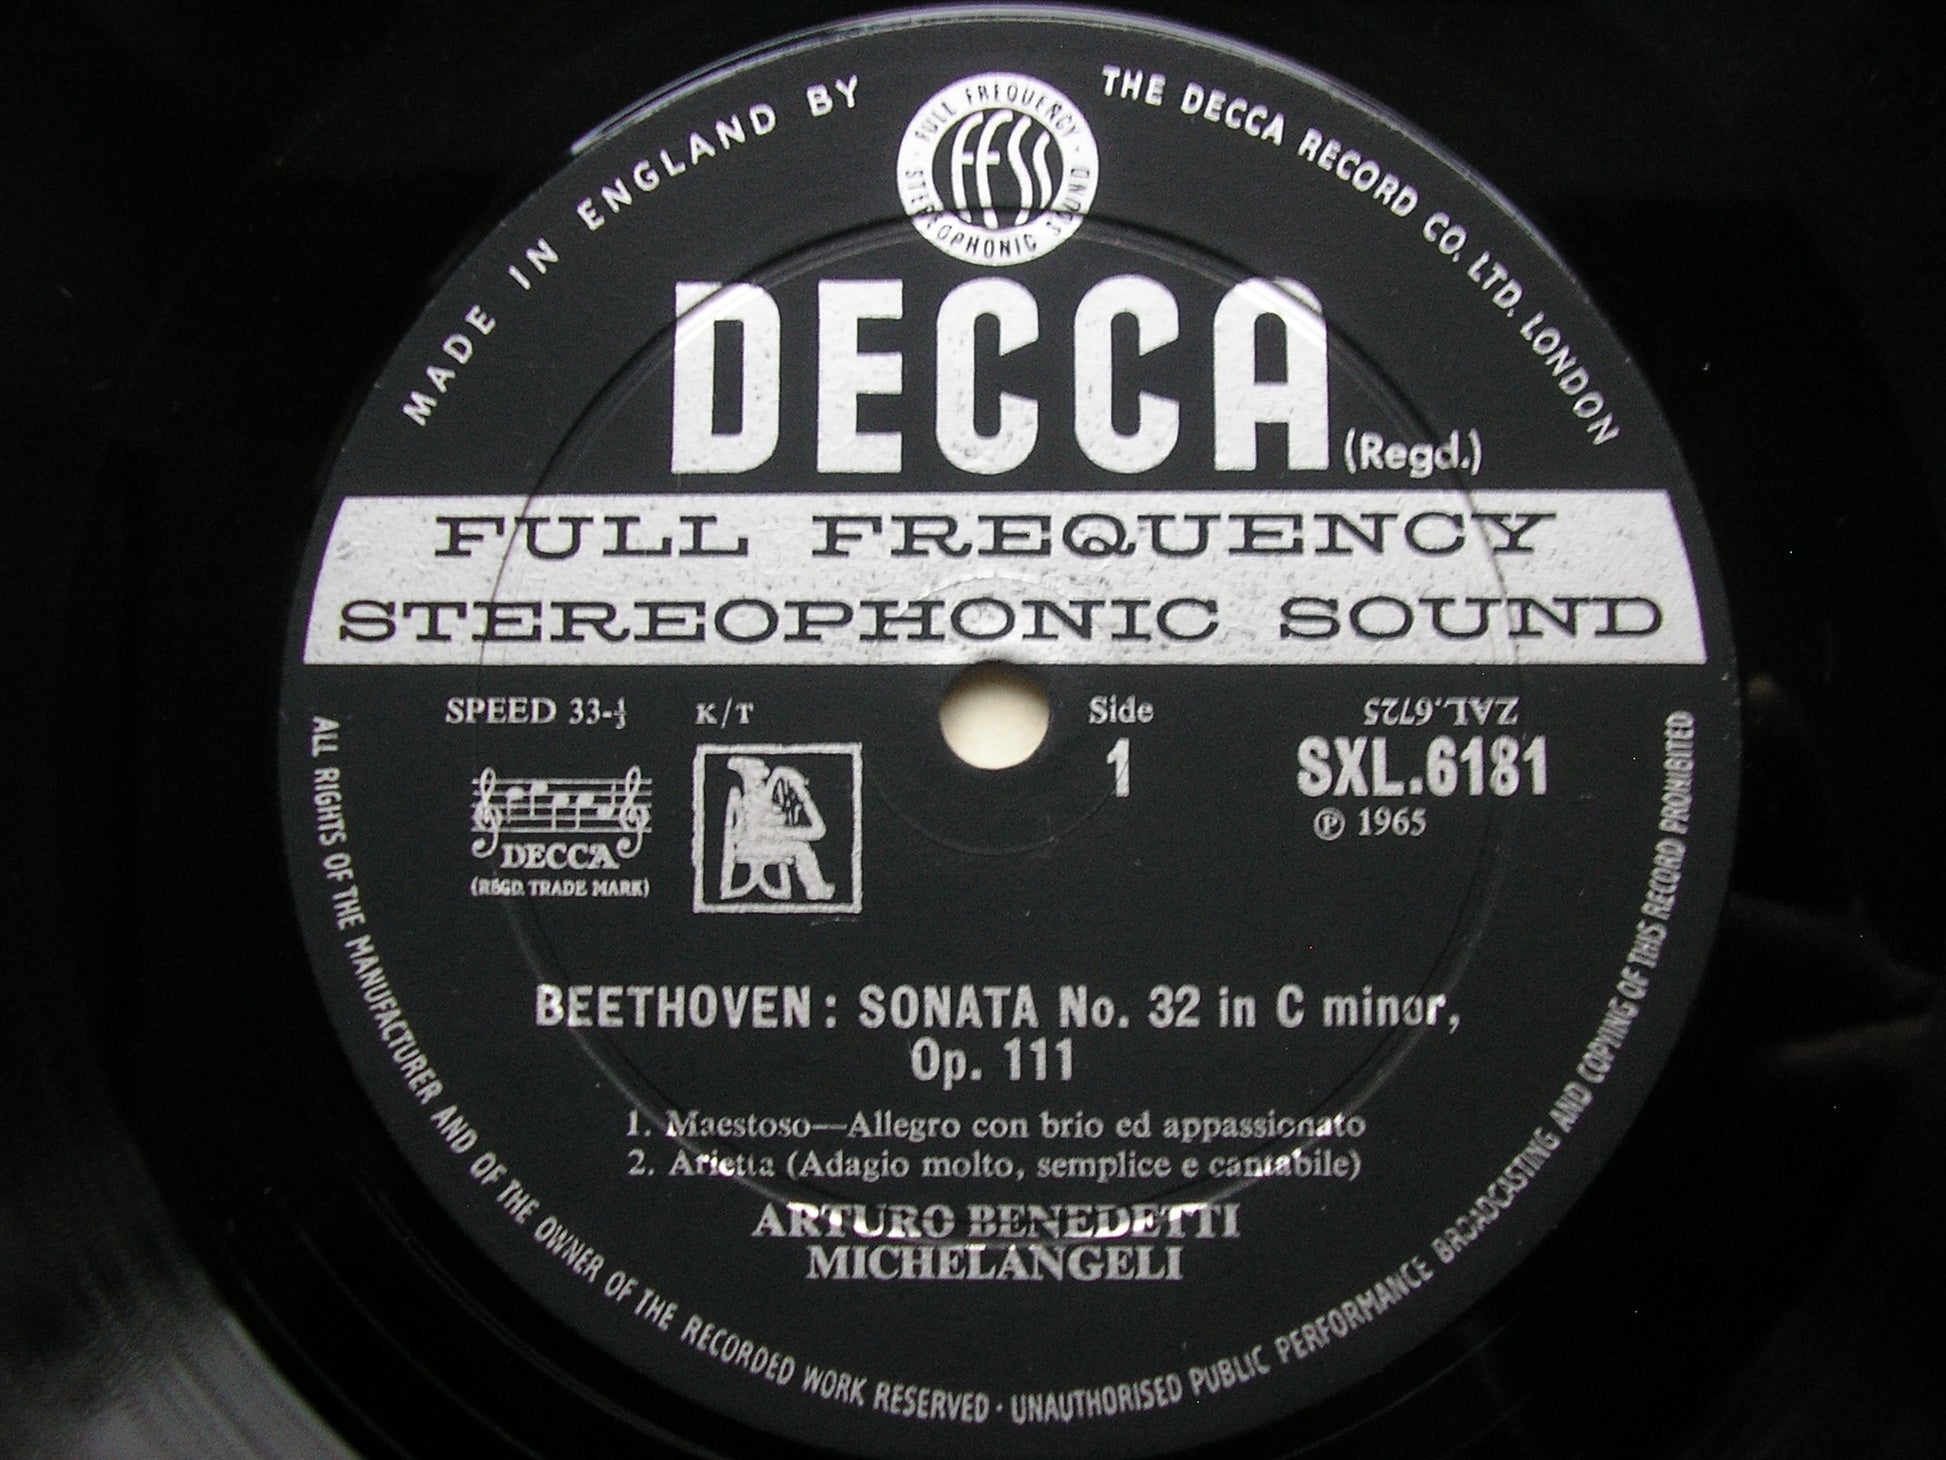 MADE IN ENGLAND BY
THE DECCA RECORD CO. LTD. LONDON
FULL FREQUENCY
FFSS
STEREOPHONIC SOUND
DECCA (Regd.)
FULL FREQUENCY
STEREOPHONIC SOUND
SPEED 33-⅓ K/T Side ZAL.6725
1 SXL.6181
℗ 1965
DECCA
(REGD. TRADE MARK)
BEETHOVEN: SONATA No. 32 in C minor,
Op. 111
1. Maestoso—Allegro con brio ed appassionato
2. Arietta (Adagio molto, semplice e cantabile)
ARTURO BENEDETTI
MICHELANGELI
ALL RIGHTS OF THE MANUFACTURER AND OF THE OWNER OF THE RECORDED WORK RESERVED · UNAUTHORISED PUBLIC PERFORMANCE BROADCASTING AND COPYING OF THIS RECORD PROHIBITED